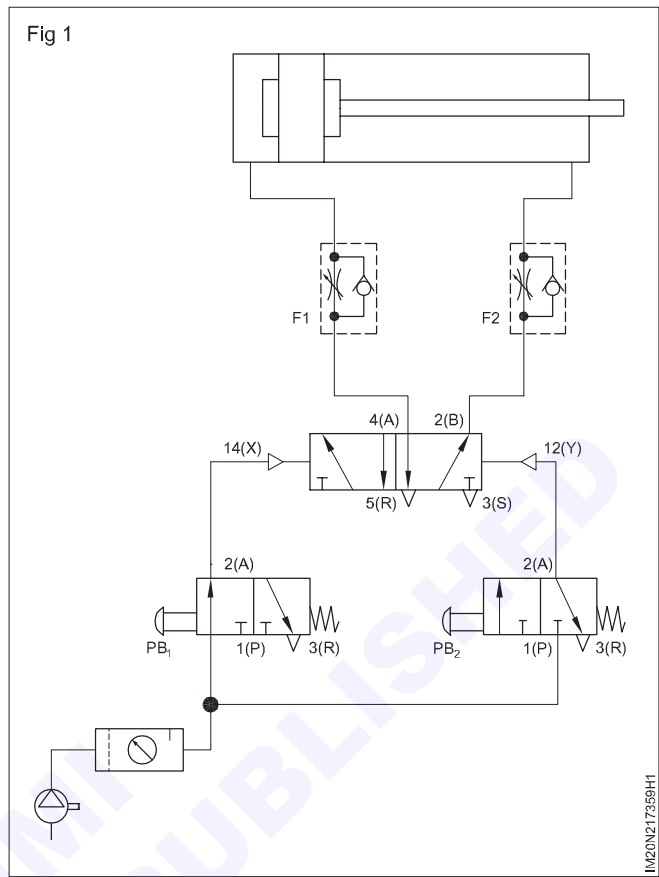 Fig 1
F1
F2
4(A) 2(B)
14(X)
12(Y)
5(R) 3(S)
2(A)
2(A)
PB1
1(P) 3(R)
PB2
1(P) 3(R)
IM20N217359H1
PUBLISHED